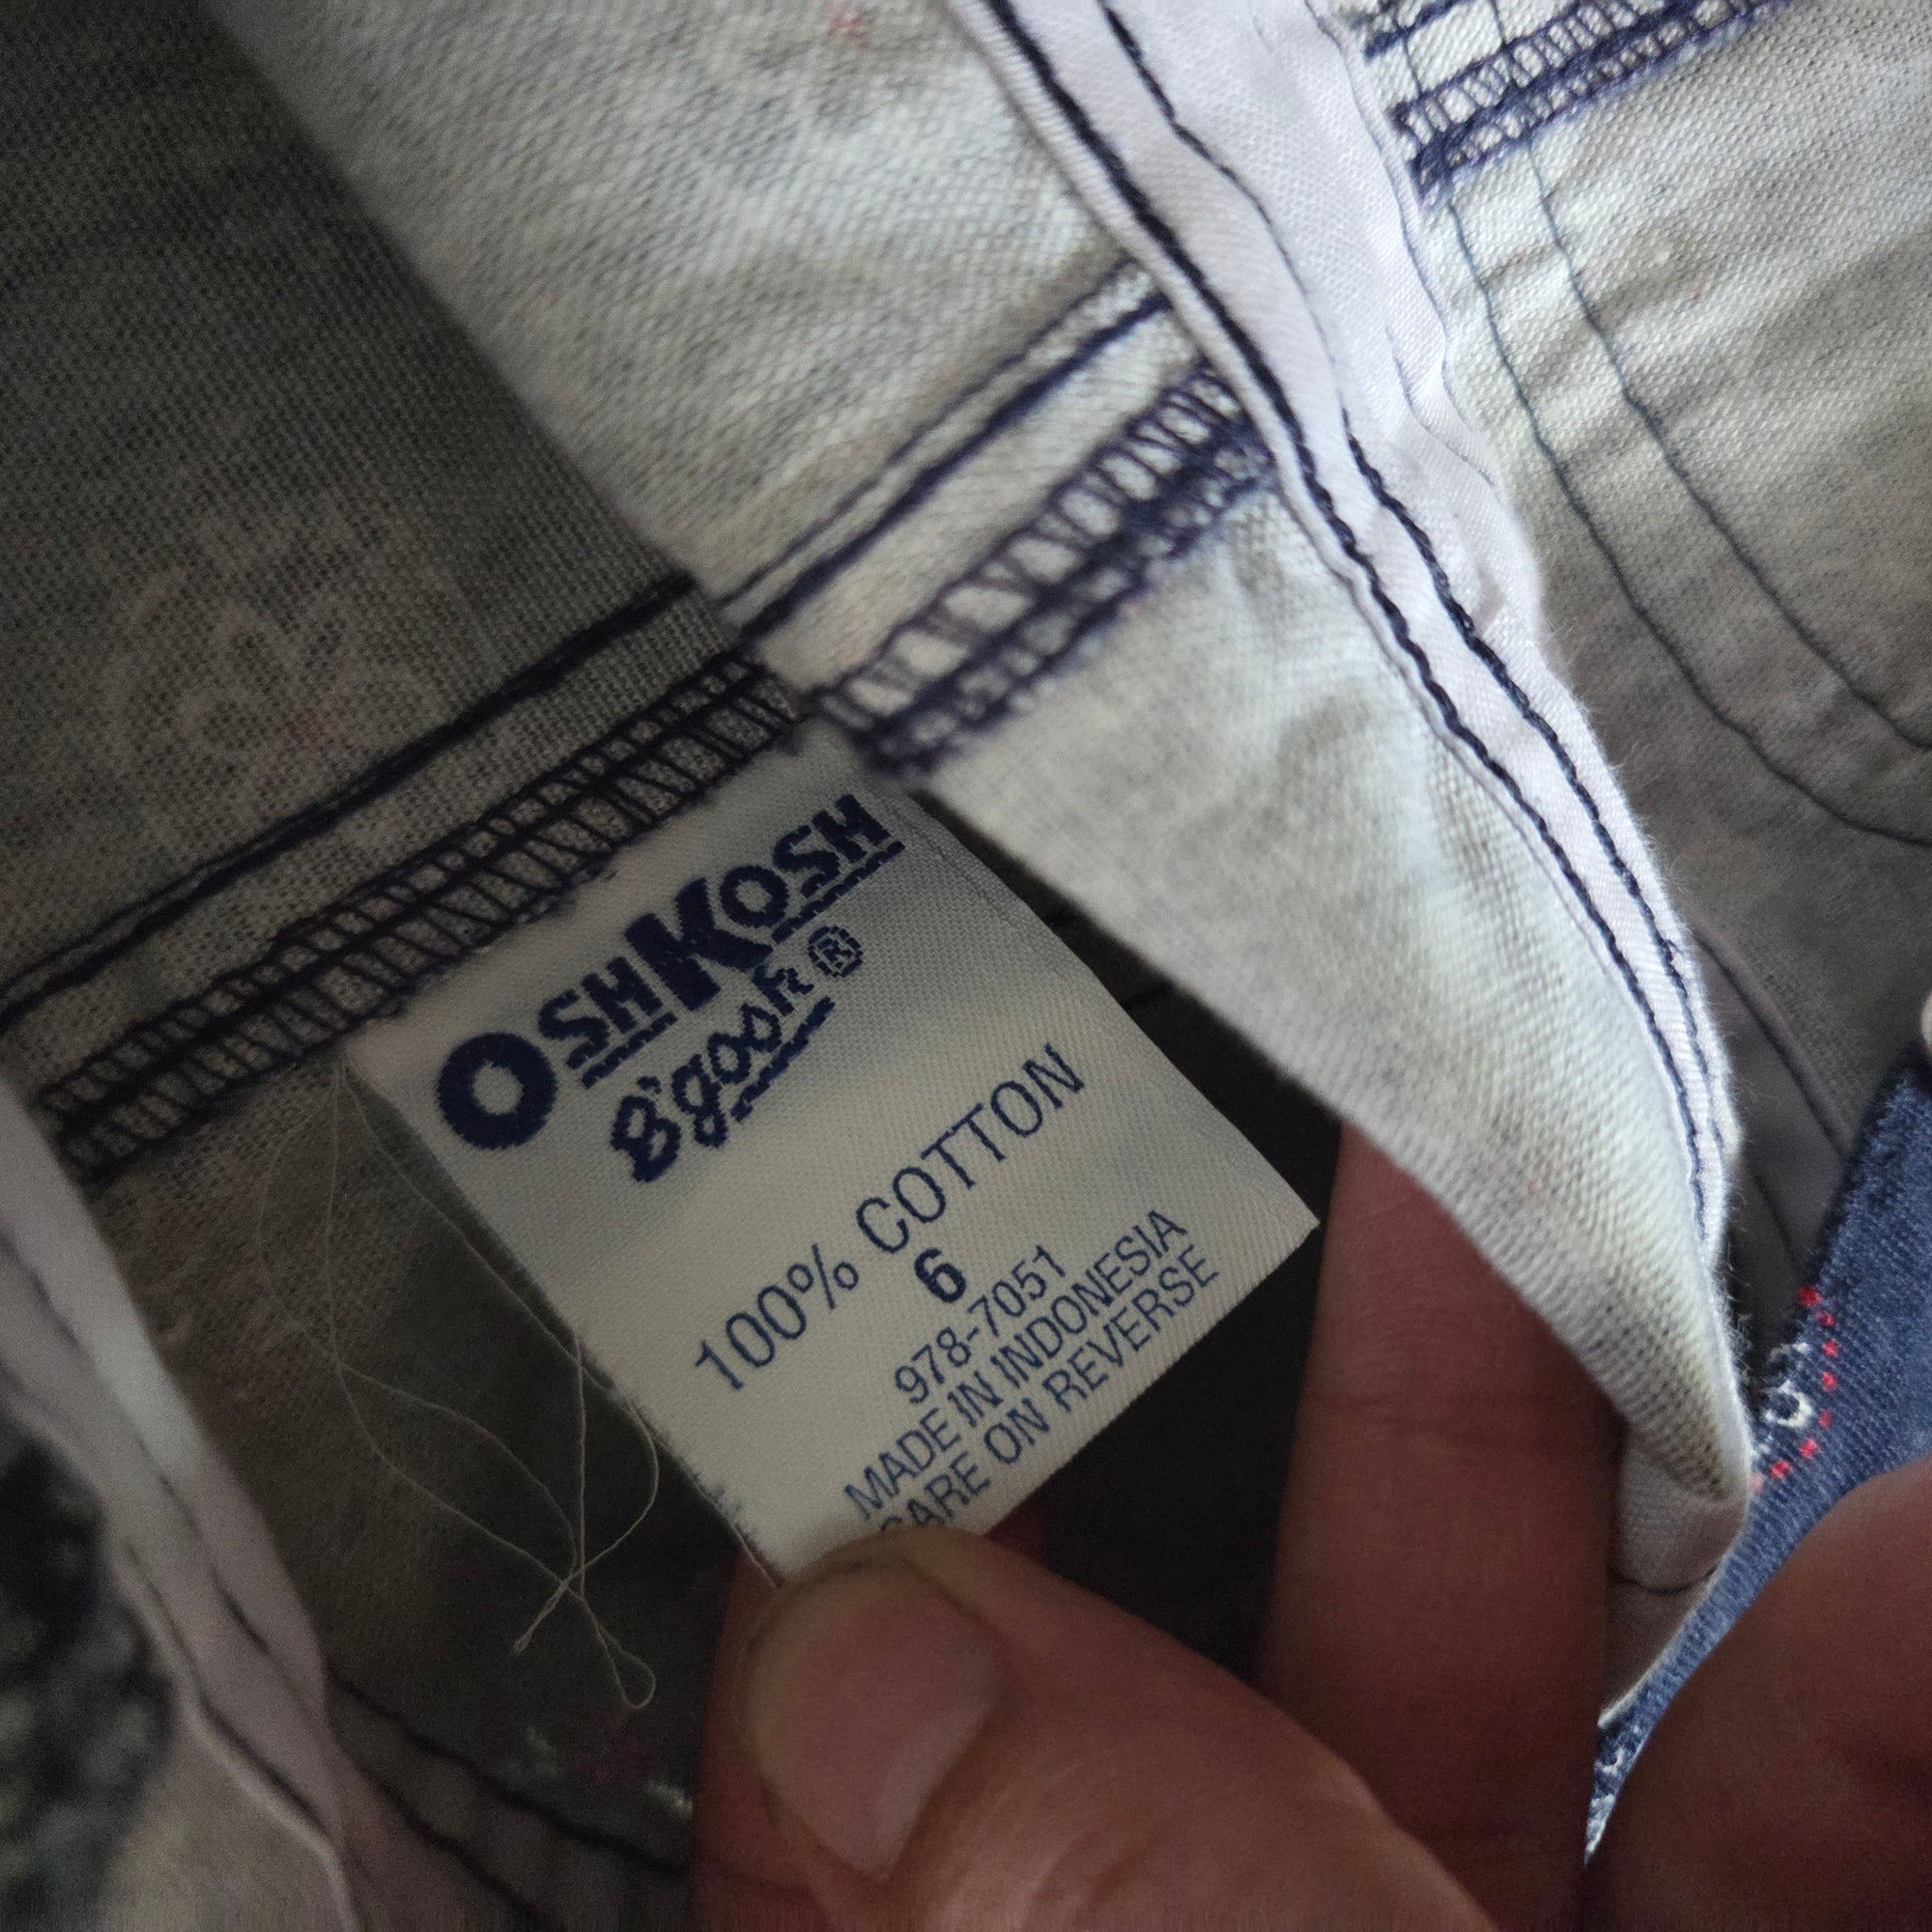 OSHKOSH
B'gosh®
100% COTTON
6
978-7051
MADE IN INDONESIA
CARE ON REVERSE